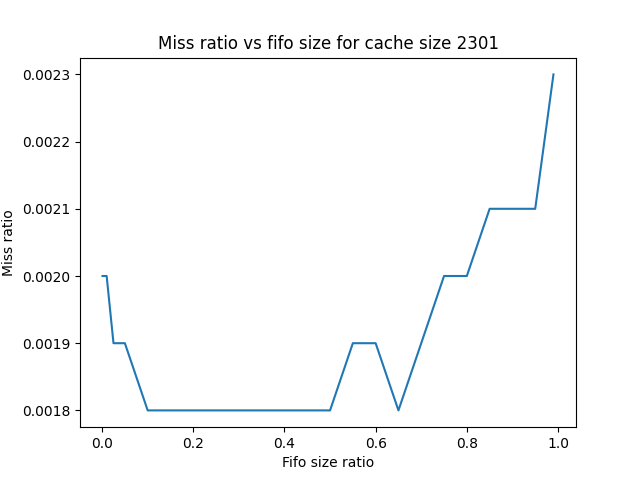 Miss ratio vs fifo size for cache size 2301
Miss ratio
0.0023
0.0022
0.0021
0.0020
0.0019
0.0018
0.0 0.2 0.4 0.6 0.8 1.0
Fifo size ratio